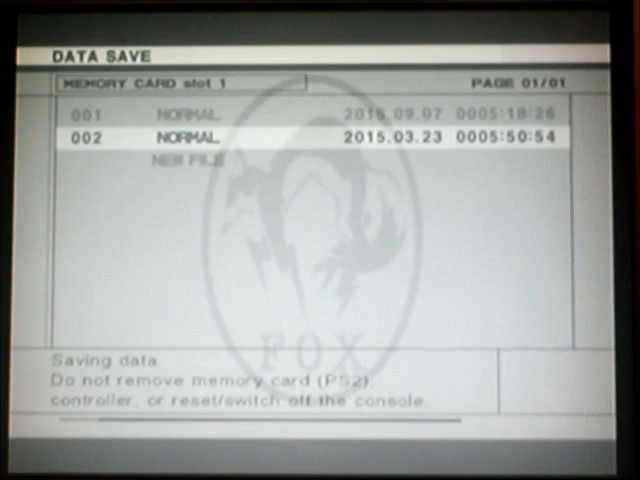 DATA SAVE
MEMORY CARD slot 1 PAGE 01/01
001 NORMAL 2015.09.07 0005:18:26
002 NORMAL 2015.03.23 0005:50:54
NEW FILE
FOX
Saving data
Do not remove memory card (PS2),
controller, or reset/switch off the console